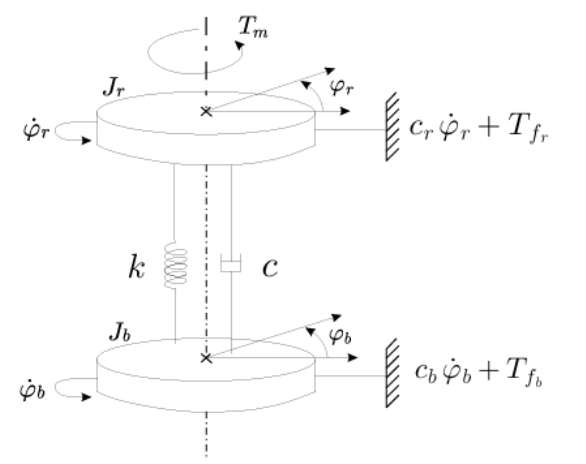 T_m
J_r
φ_r
φ̇_r
c_r φ̇_r + T_{f_r}
k
c
J_b
φ_b
φ̇_b
c_b φ̇_b + T_{f_b}